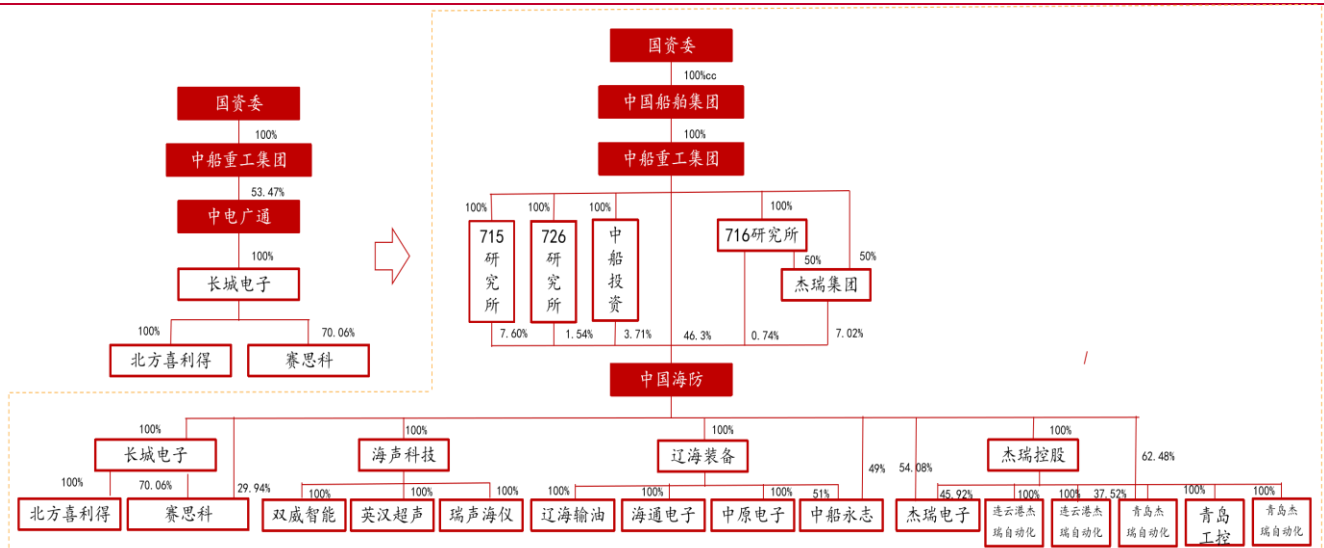 国资委
100%
中船重工集团
53.47%
中电广通
100%
长城电子
100%
70.06%
北方喜利得
赛思科
国资委
100%cc
中国船舶集团
100%
中船重工集团
100%
100%
100%
100%
100%
715
研
究
所
726
研
究
所
中
船
投
资
716研究所
50%
50%
杰瑞集团
7.60%
1.54%
3.71%
46.3%
0.74%
7.02%
中国海防
100%
100%
100%
100%
长城电子
海声科技
辽海装备
杰瑞控股
62.48%
49%
54.08%
100%
70.06%
29.94%
100%
100%
100%
100%
100%
100%
51%
45.92%
100%
100%
37.52%
100%
100%
北方喜利得
赛思科
双威智能
英汉超声
瑞声海仪
辽海输油
海通电子
中原电子
中船永志
杰瑞电子
连云港杰
瑞自动化
连云港杰
瑞自动化
青岛杰
瑞自动化
青岛
工控
青岛杰
瑞自动化